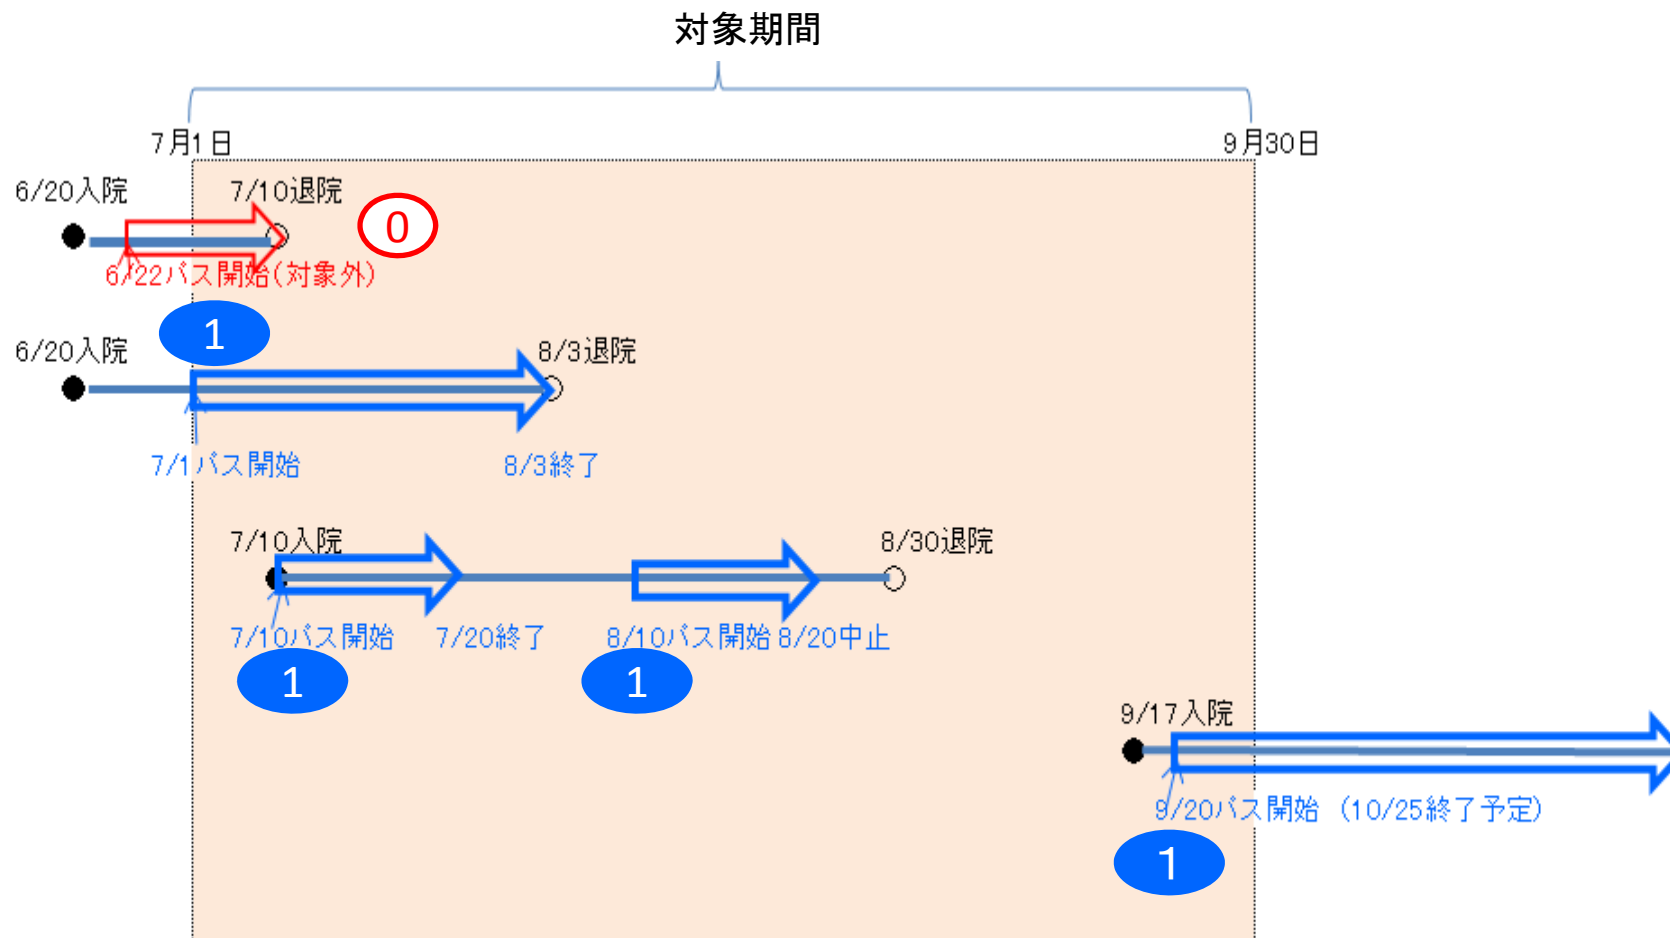 対象期間
7月1日
9月30日
6/20入院
7/10退院
0
6/22パス開始(対象外)
1
6/20入院
8/3退院
7/1パス開始
8/3終了
7/10入院
8/30退院
7/10パス開始
7/20終了
8/10パス開始
8/20中止
1
1
9/17入院
9/20パス開始 (10/25終了予定)
1